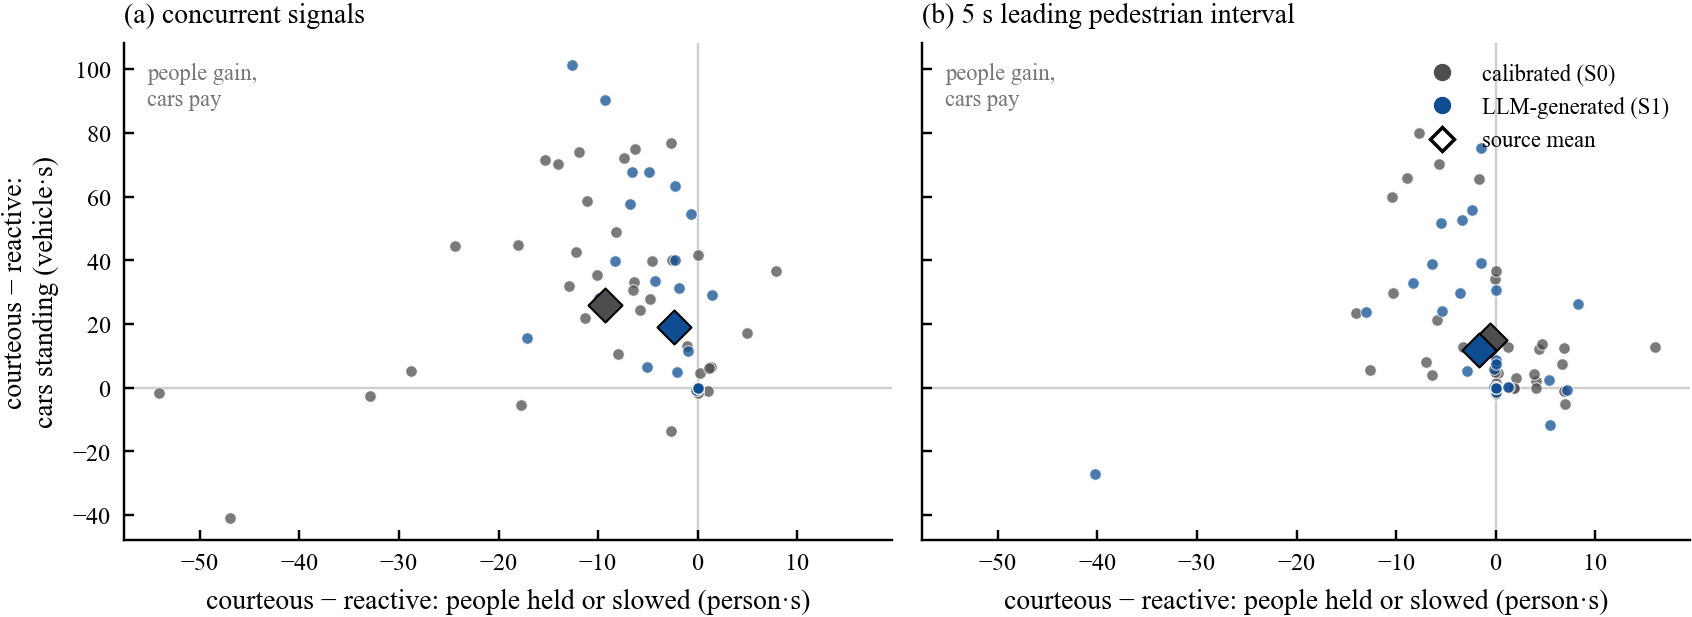 (a) concurrent signals
(b) 5 s leading pedestrian interval
courteous − reactive:
cars standing (vehicle·s)
100
80
60
40
20
0
−20
−40
people gain,
cars pay
people gain,
cars pay
calibrated (S0)
LLM-generated (S1)
source mean
−50
−40
−30
−20
−10
0
10
−50
−40
−30
−20
−10
0
10
courteous − reactive: people held or slowed (person·s)
courteous − reactive: people held or slowed (person·s)